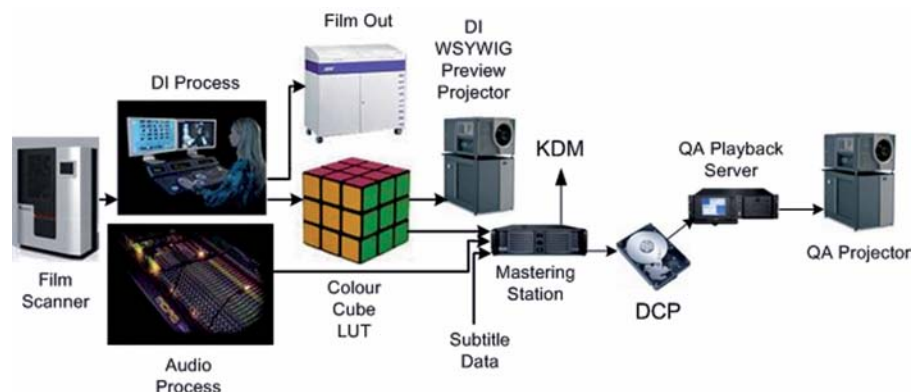 Film Out
DI
WSYWIG
Preview
Projector
DI Process
KDM
QA Playback
Server
Film
Scanner
Colour
Cube
LUT
Mastering
Station
DCP
QA Projector
Subtitle
Data
Audio
Process